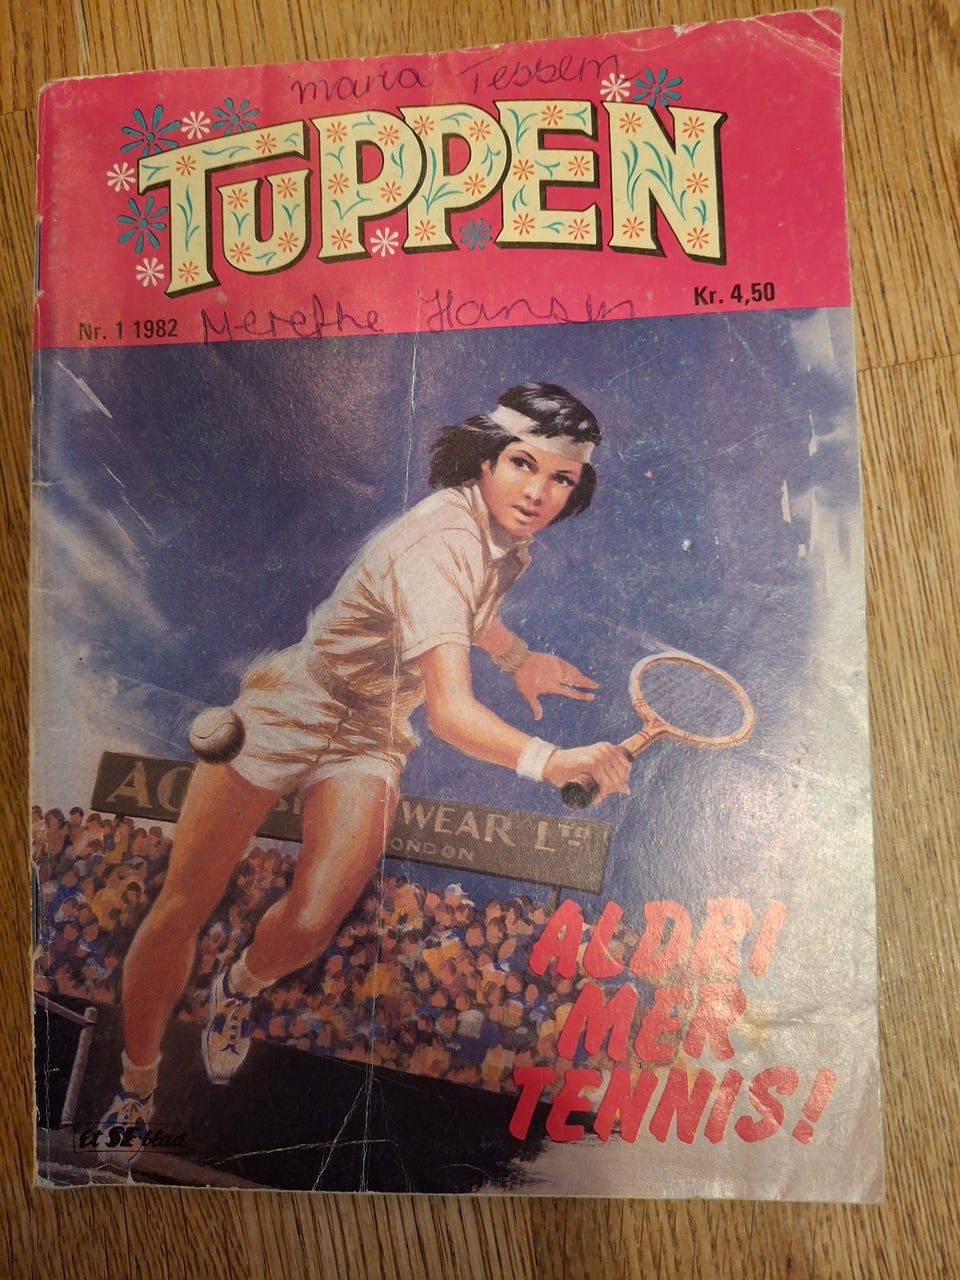 maria Tessem
TUPPEN
Kr. 4,50
Nr. 1 1982
Merethe Hansen
WEAR LTD
LONDON
ALDRI
MER
TENNIS!
Et SE-blad